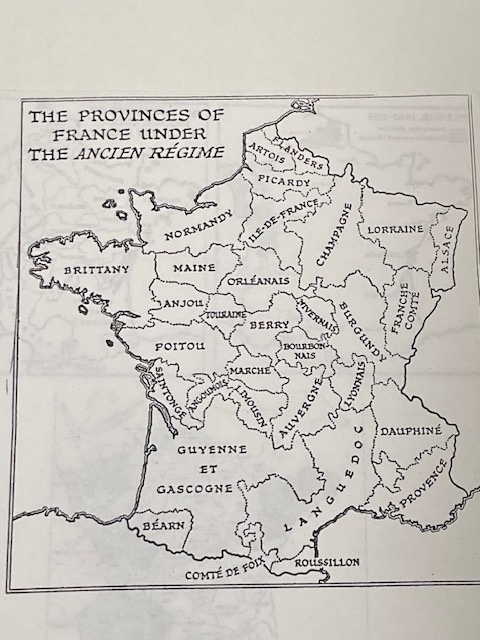 THE PROVINCES OF
FRANCE UNDER
THE ANCIEN RÉGIME
FLANDERS
ARTOIS
PICARDY
NORMANDY
ILE-DE-FRANCE
CHAMPAGNE
LORRAINE
ALSACE
BRITTANY
MAINE
ORLÉANAIS
ANJOU
TOURAINE
BERRY
NIVERNAIS
BURGUNDY
FRANCHE
COMTÉ
POITOU
BOURBON
NAIS
MARCHE
SAINTONGE
ANGOUMOIS
LIMOUSIN
AUVERGNE
LYONNAIS
DAUPHINÉ
GUYENNE
ET
GASCOGNE
LANGUEDOC
PROVENCE
BÉARN
COMTÉ DE FOIX
ROUSSILLON